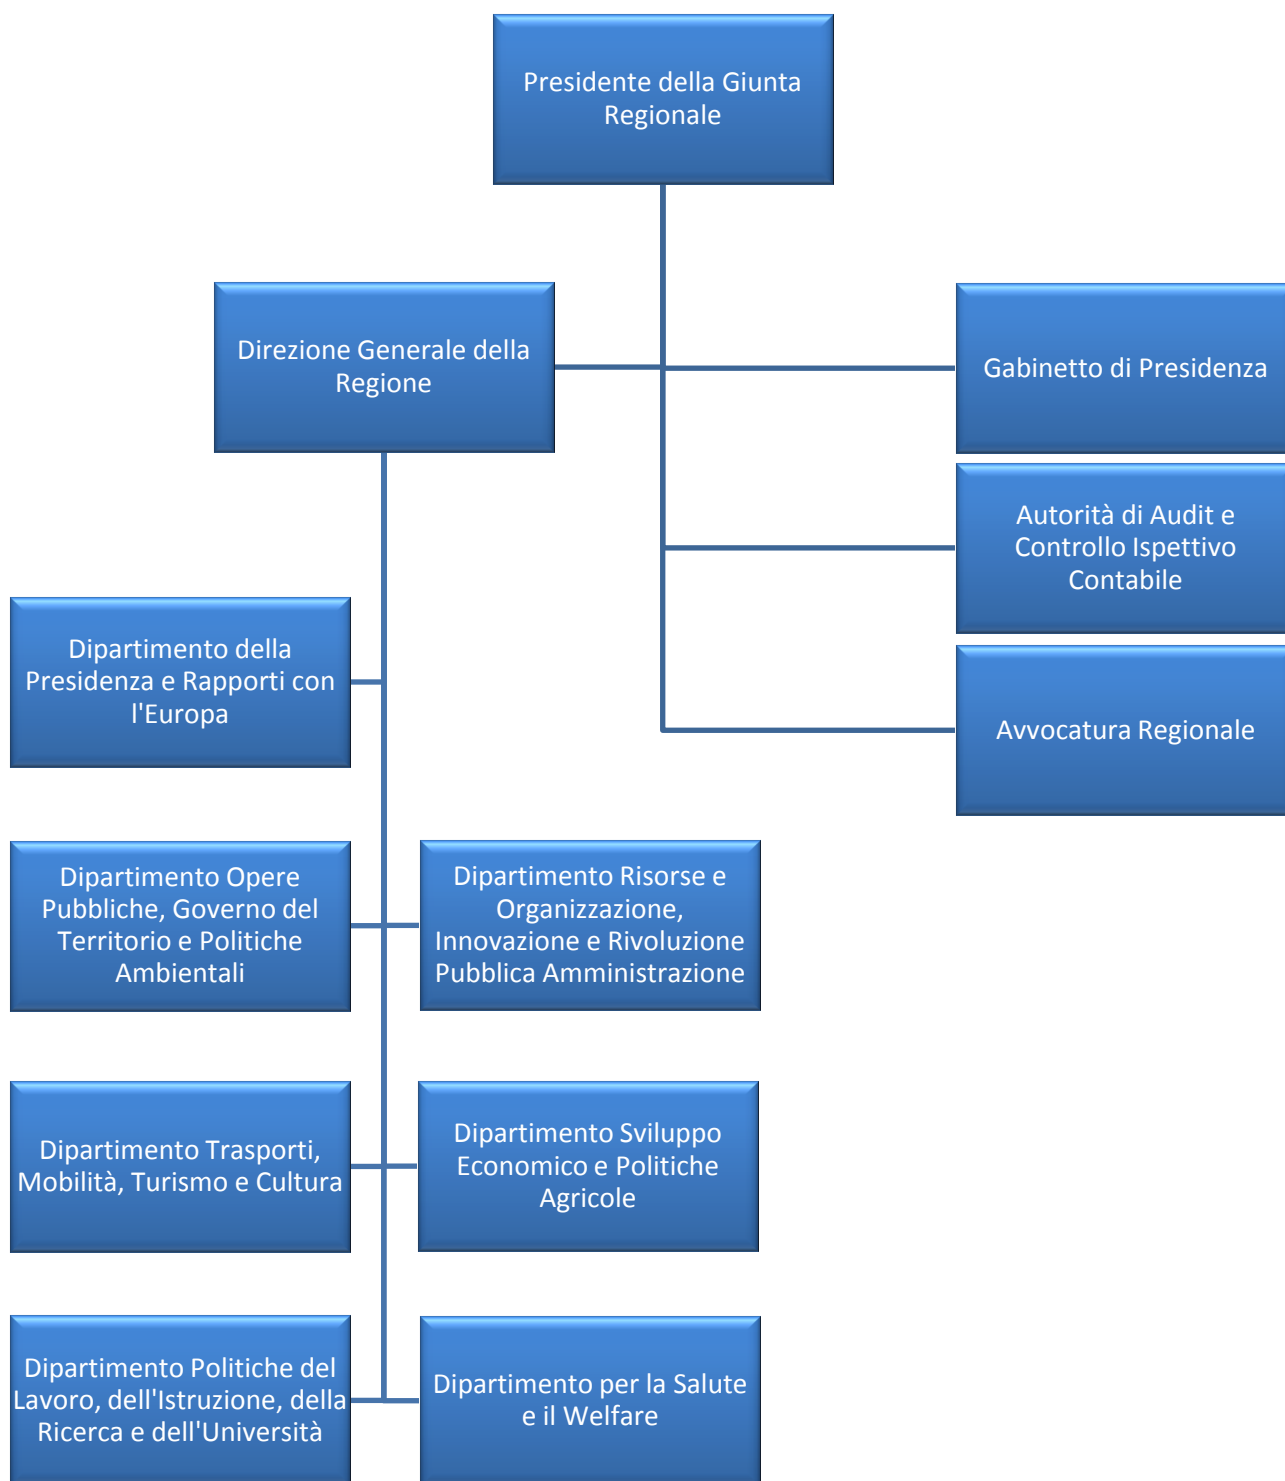 Presidente della Giunta
Regionale
Direzione Generale della
Regione
Gabinetto di Presidenza
Autorità di Audit e
Controllo Ispettivo
Contabile
Dipartimento della
Presidenza e Rapporti con
l'Europa
Avvocatura Regionale
Dipartimento Opere
Pubbliche, Governo del
Territorio e Politiche
Ambientali
Dipartimento Risorse e
Organizzazione,
Innovazione e Rivoluzione
Pubblica Amministrazione
Dipartimento Trasporti,
Mobilità, Turismo e Cultura
Dipartimento Sviluppo
Economico e Politiche
Agricole
Dipartimento Politiche del
Lavoro, dell'Istruzione, della
Ricerca e dell'Università
Dipartimento per la Salute
e il Welfare